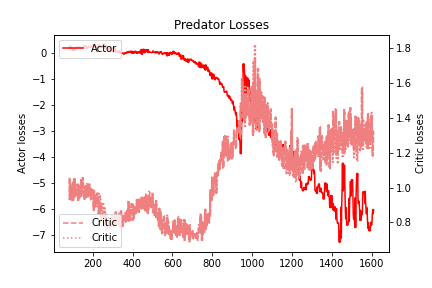 Predator Losses
Actor
Critic
Critic
Actor losses
Critic losses
0
−1
−2
−3
−4
−5
−6
−7
1.8
1.6
1.4
1.2
1.0
0.8
200 400 600 800 1000 1200 1400 1600